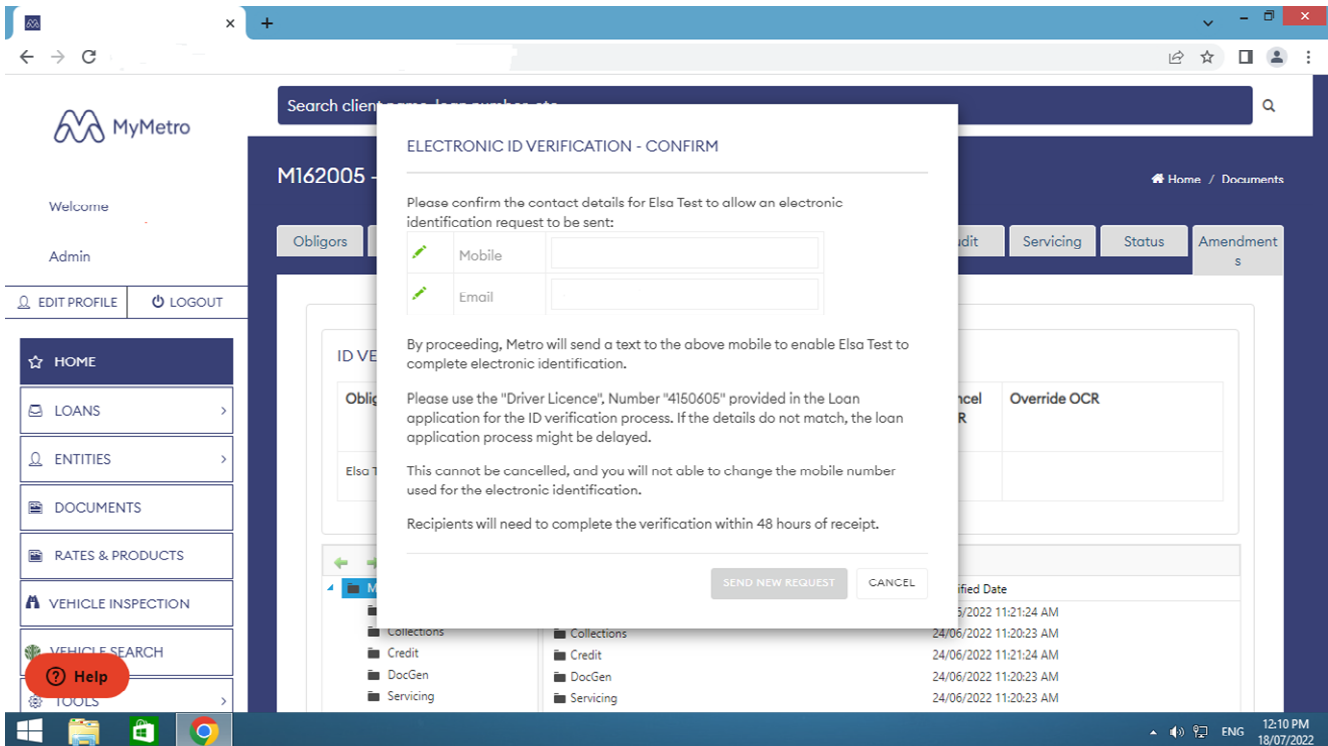 Search client name, loan number, etc
MyMetro
M162005 -
Home / Documents
Welcome
Admin
EDIT PROFILE
LOGOUT
Obligors
Servicing
Status
Amendment
s
HOME
LOANS
ENTITIES
DOCUMENTS
RATES & PRODUCTS
VEHICLE INSPECTION
VEHICLE SEARCH
TOOLS
Help
ELECTRONIC ID VERIFICATION - CONFIRM
Please confirm the contact details for Elsa Test to allow an electronic
identification request to be sent:
Mobile
Email
By proceeding, Metro will send a text to the above mobile to enable Elsa Test to
complete electronic identification.
Please use the "Driver Licence", Number "4150605" provided in the Loan
application for the ID verification process. If the details do not match, the loan
application process might be delayed.
This cannot be cancelled, and you will not able to change the mobile number
used for the electronic identification.
Recipients will need to complete the verification within 48 hours of receipt.
SEND NEW REQUEST
CANCEL
ID VE
Oblig
ncel
R
Override OCR
Elsa T
ified Date
5/2022 11:21:24 AM
Collections
Collections
24/06/2022 11:20:23 AM
Credit
Credit
24/06/2022 11:21:24 AM
DocGen
DocGen
24/06/2022 11:20:23 AM
Servicing
Servicing
24/06/2022 11:20:23 AM
ENG
12:10 PM
18/07/2022